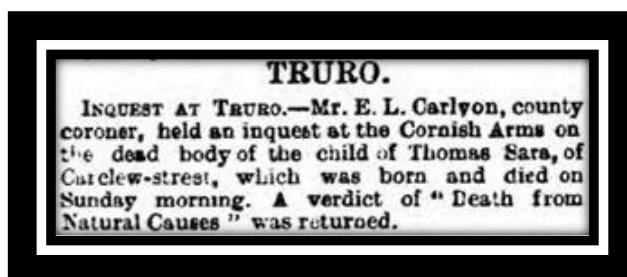 TRURO.
INQUEST AT TRURO.—Mr. E. L. Carlyon, county
coroner, held an inquest at the Cornish Arms on
the dead body of the child of Thomas Sara, of
Carclew-street, which was born and died on
Sunday morning. A verdict of “ Death from
Natural Causes ” was returned.